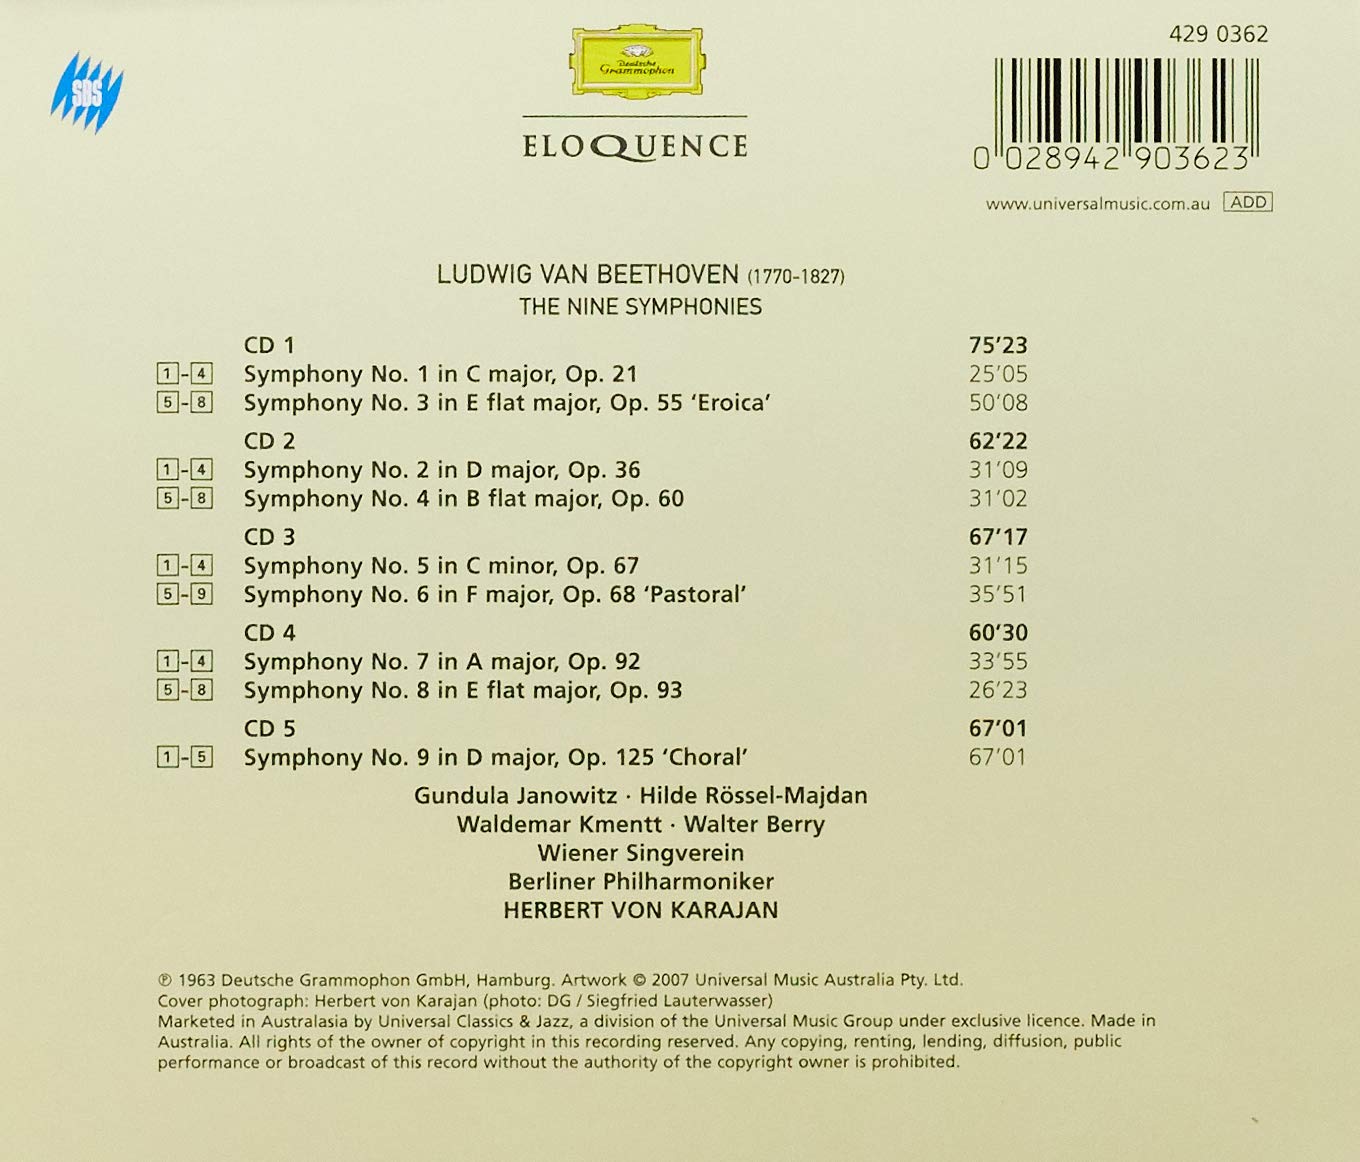 429 0362
SBS
Deutsche
Grammophon
ELOQUENCE
0 028942 903623
www.universalmusic.com.au ADD
LUDWIG VAN BEETHOVEN (1770-1827)
THE NINE SYMPHONIES
CD 1 75'23
1-4 Symphony No. 1 in C major, Op. 21 25'05
5-8 Symphony No. 3 in E flat major, Op. 55 ‘Eroica’ 50'08
CD 2 62'22
1-4 Symphony No. 2 in D major, Op. 36 31'09
5-8 Symphony No. 4 in B flat major, Op. 60 31'02
CD 3 67'17
1-4 Symphony No. 5 in C minor, Op. 67 31'15
5-9 Symphony No. 6 in F major, Op. 68 ‘Pastoral’ 35'51
CD 4 60'30
1-4 Symphony No. 7 in A major, Op. 92 33'55
5-8 Symphony No. 8 in E flat major, Op. 93 26'23
CD 5 67'01
1-5 Symphony No. 9 in D major, Op. 125 ‘Choral’ 67'01
Gundula Janowitz · Hilde Rössel-Majdan
Waldemar Kmentt · Walter Berry
Wiener Singverein
Berliner Philharmoniker
HERBERT VON KARAJAN
℗ 1963 Deutsche Grammophon GmbH, Hamburg. Artwork © 2007 Universal Music Australia Pty. Ltd.
Cover photograph: Herbert von Karajan (photo: DG / Siegfried Lauterwasser)
Marketed in Australasia by Universal Classics & Jazz, a division of the Universal Music Group under exclusive licence. Made in
Australia. All rights of the owner of copyright in this recording reserved. Any copying, renting, lending, diffusion, public
performance or broadcast of this record without the authority of the copyright owner is prohibited.